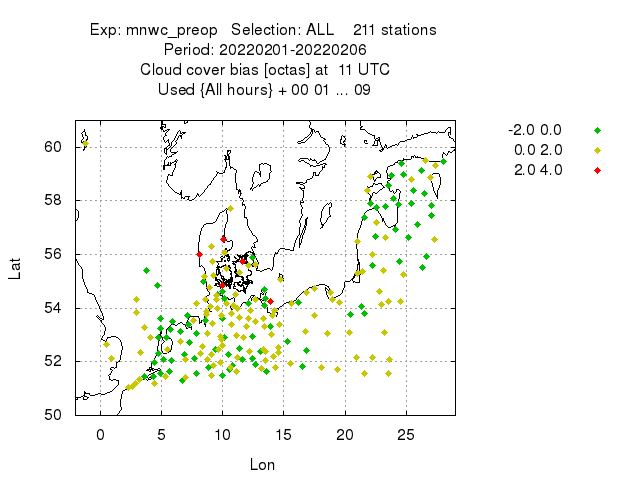 Exp: mnwc_preop Selection: ALL 211 stations
Period: 20220201-20220206
Cloud cover bias [octas] at 11 UTC
Used {All hours} + 00 01 ... 09
-2.0 0.0
0.0 2.0
2.0 4.0
60
58
56
54
52
50
Lat
0 5 10 15 20 25
Lon